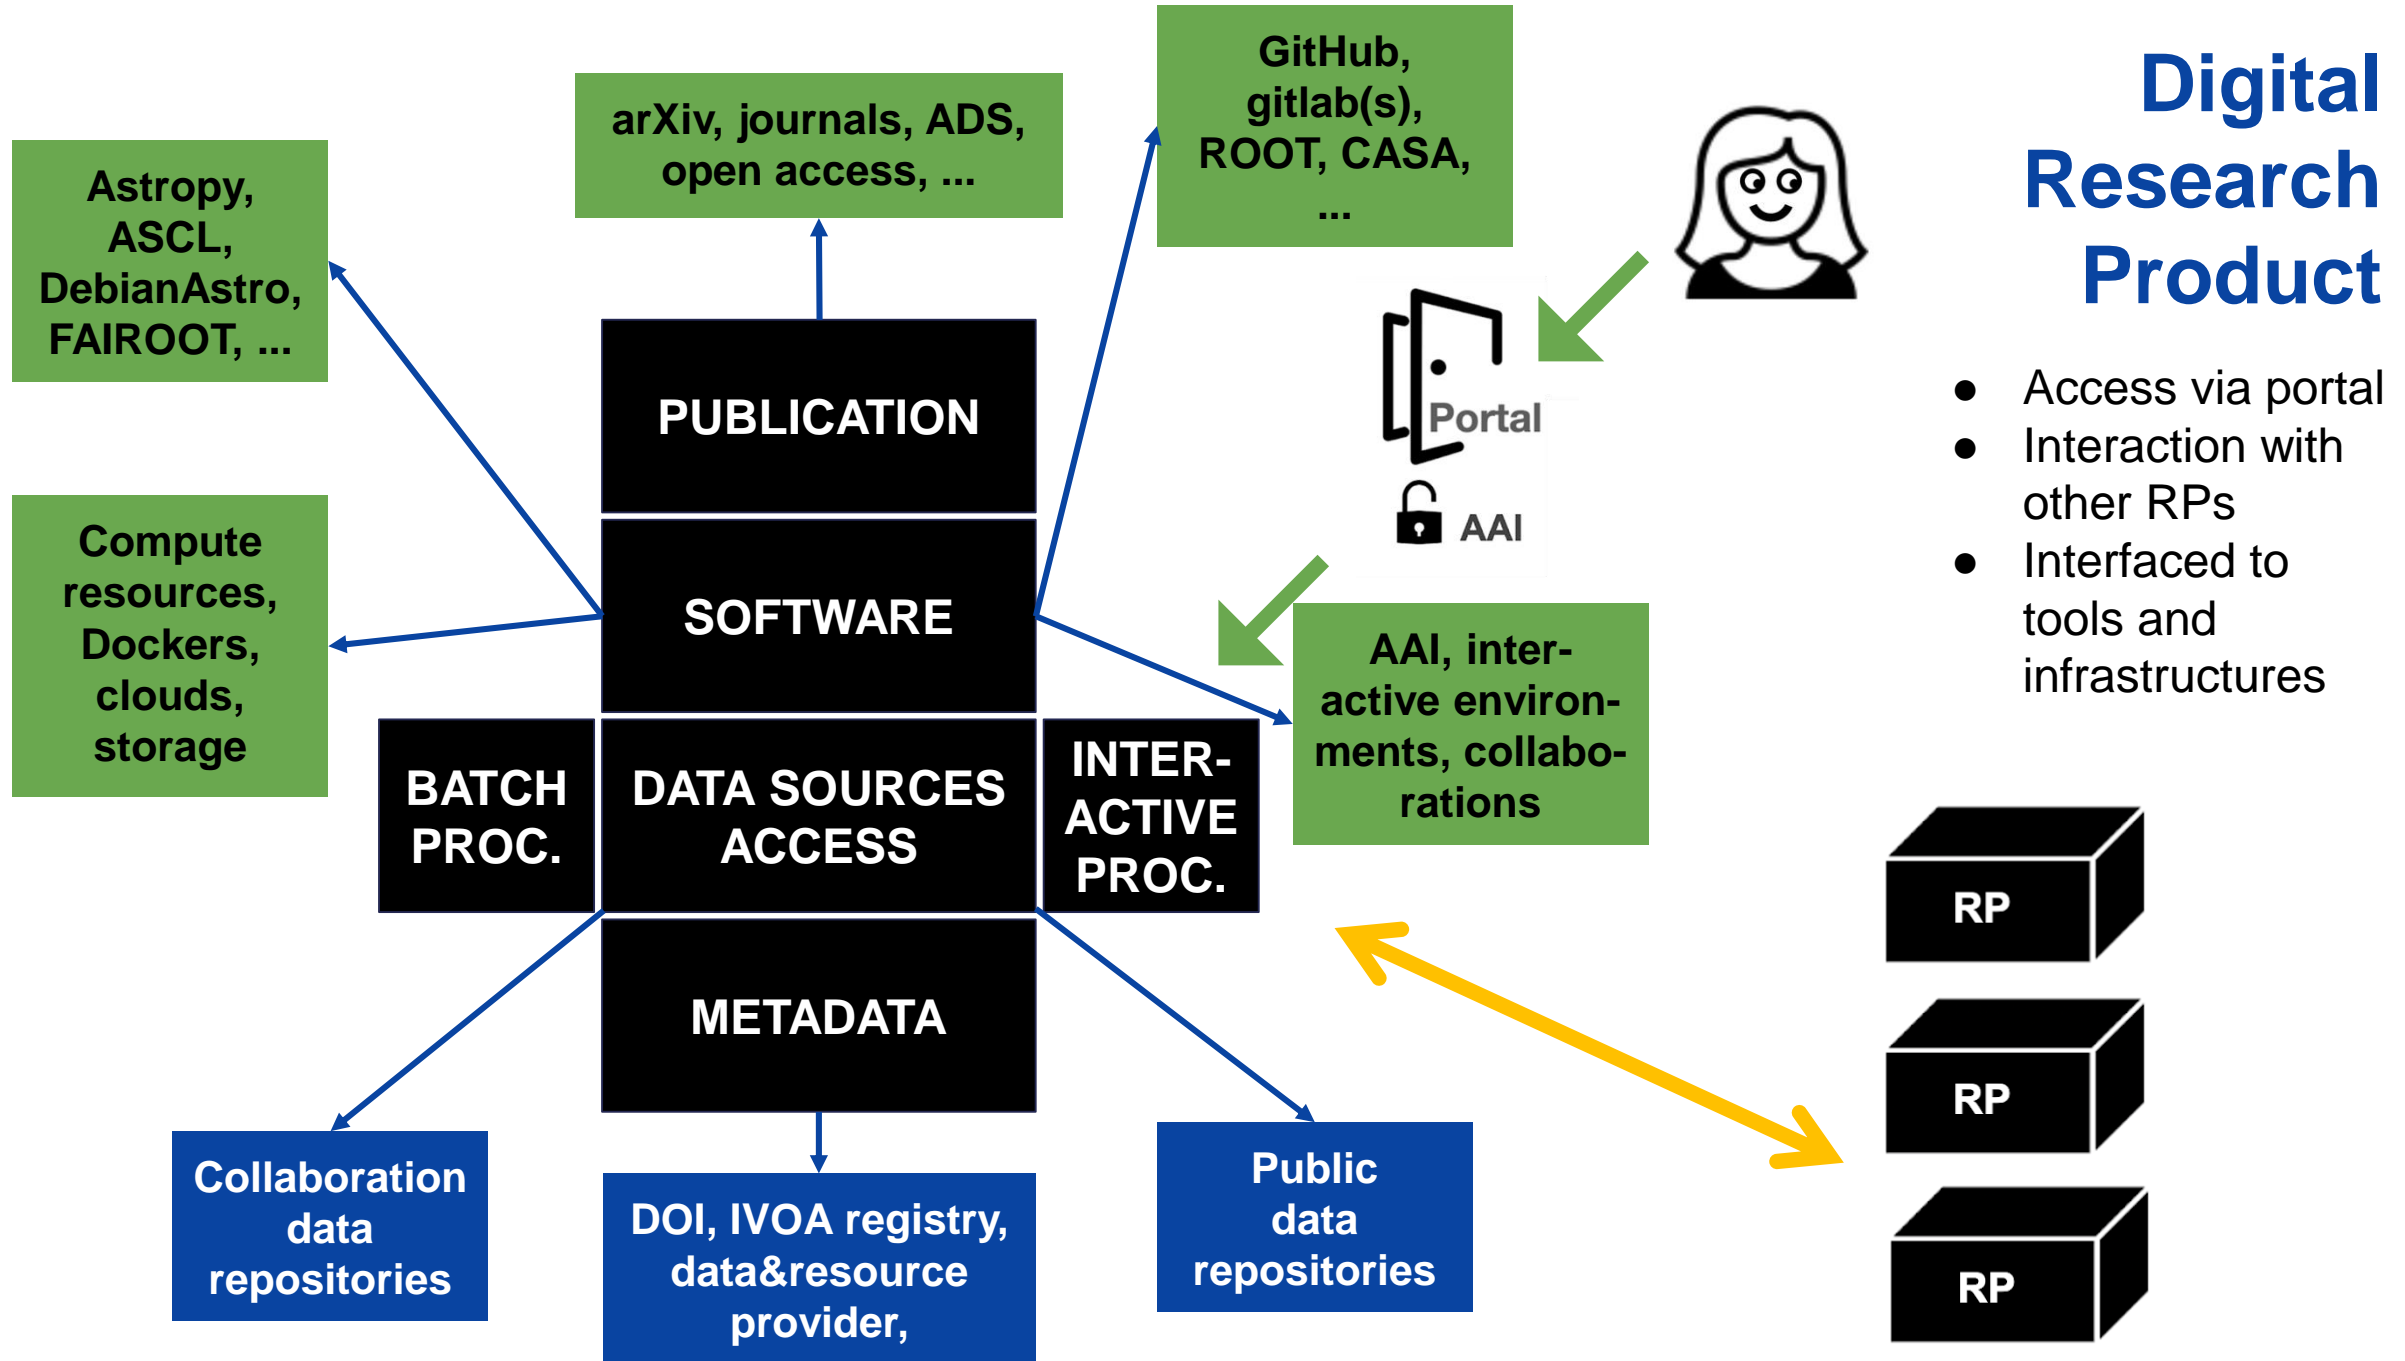 Digital
Research
Product
● Access via portal
● Interaction with
other RPs
● Interfaced to
tools and
infrastructures
GitHub,
gitlab(s),
ROOT, CASA,
...
arXiv, journals, ADS,
open access, ...
Astropy,
ASCL,
DebianAstro,
FAIROOT, ...
Portal
AAI
PUBLICATION
Compute
resources,
Dockers,
clouds,
storage
SOFTWARE
AAI, inter-
active environ-
ments, collabo-
rations
BATCH
PROC.
DATA SOURCES
ACCESS
INTER-
ACTIVE
PROC.
METADATA
RP
RP
RP
Collaboration
data
repositories
DOI, IVOA registry,
data&resource
provider,
Public
data
repositories